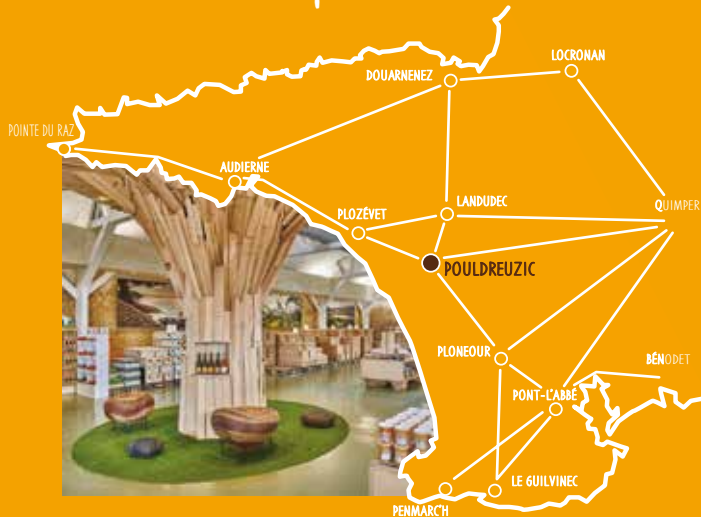 LOCRONAN
DOUARNENEZ
POINTE DU RAZ
AUDIERNE
LANDUDEC
QUIMPER
PLOZÉVET
POULDREUZIC
PLONEOUR
BÉNODET
PONT-L'ABBÉ
LE GUILVINEC
PENMARC'H